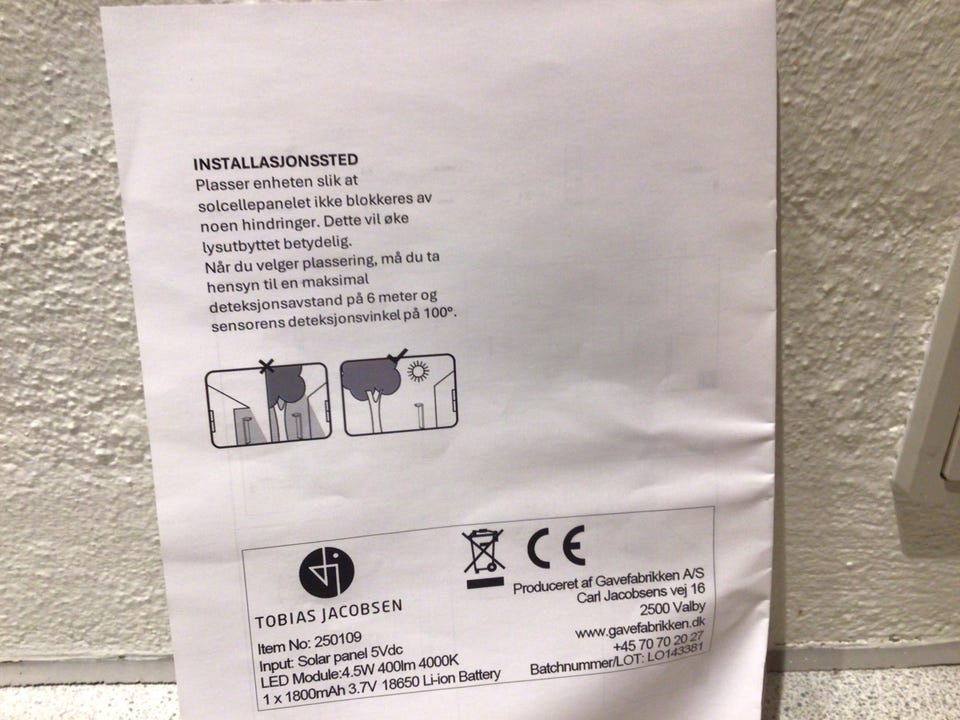 INSTALLASJONSSTED
Plasser enheten slik at
solcellepanelet ikke blokkeres av
noen hindringer. Dette vil øke
lysutbyttet betydelig.
Når du velger plassering, må du ta
hensyn til en maksimal
deteksjonsavstand på 6 meter og
sensorens deteksjonsvinkel på 100°.
TOBIAS JACOBSEN
Item No: 250109
Input: Solar panel 5Vdc
LED Module:4.5W 400lm 4000K
1 x 1800mAh 3.7V 18650 Li-ion Battery
CE
Produceret af Gavefabrikken A/S
Carl Jacobsens vej 16
2500 Valby
www.gavefabrikken.dk
+45 70 70 20 27
Batchnummer/LOT: LO143381